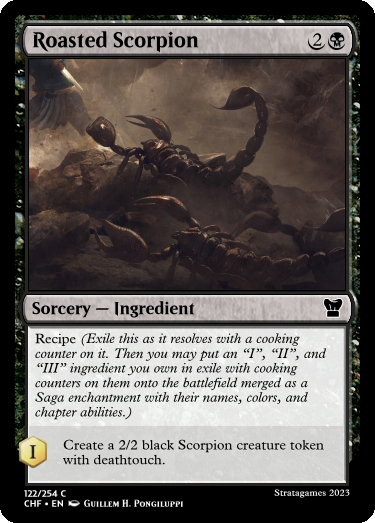 Roasted Scorpion 2
Sorcery — Ingredient
Recipe (Exile this as it resolves with a cooking
counter on it. Then you may put an “I”, “II”, and
“III” ingredient you own in exile with cooking
counters on them onto the battlefield merged as a
Saga enchantment with their names, colors, and
chapter abilities.)
I Create a 2/2 black Scorpion creature token
with deathtouch.
122/254 C Stratagames 2023
CHF • EN Guillem H. Pongiluppi